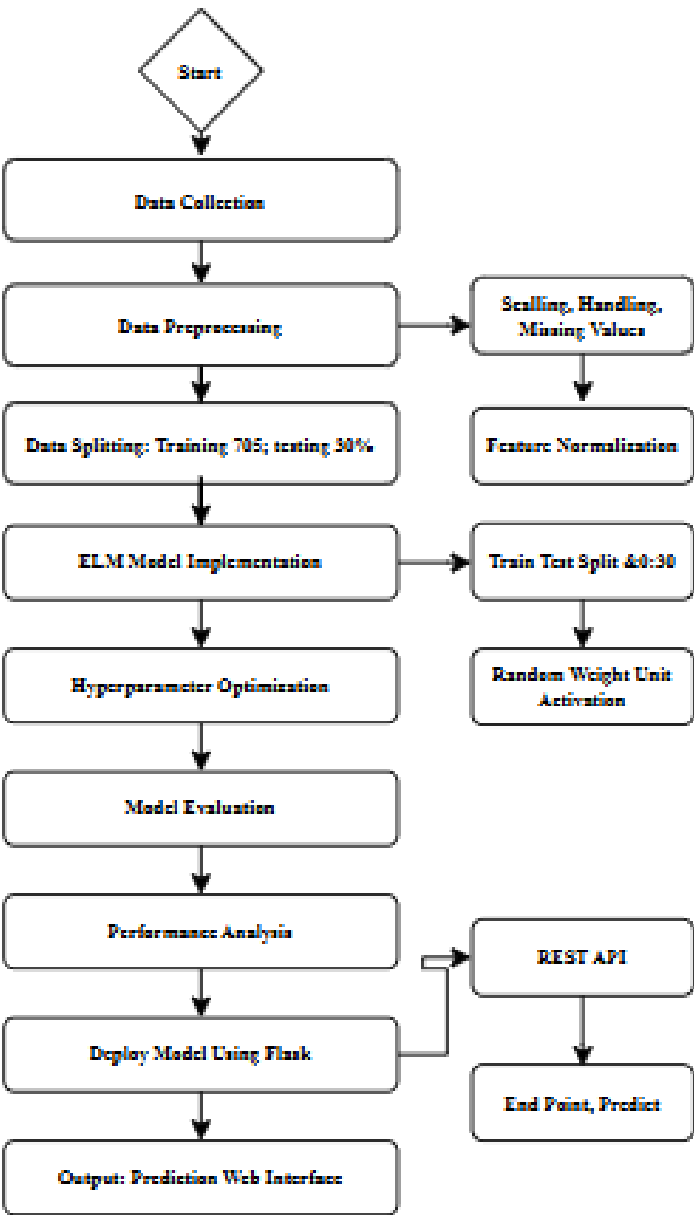 Start
Data Collection
Data Preprocessing
Scalling, Handling,
Missing Values
Data Splitting: Training 70S; testing 30%
Feature Normalization
ELM Model Implementation
Train Test Split &0:30
Hyperparameter Optimization
Random Weight Unit
Activation
Model Evaluation
Performance Analysis
REST API
Deploy Model Using Flask
End Point, Predict
Output: Prediction Web Interface